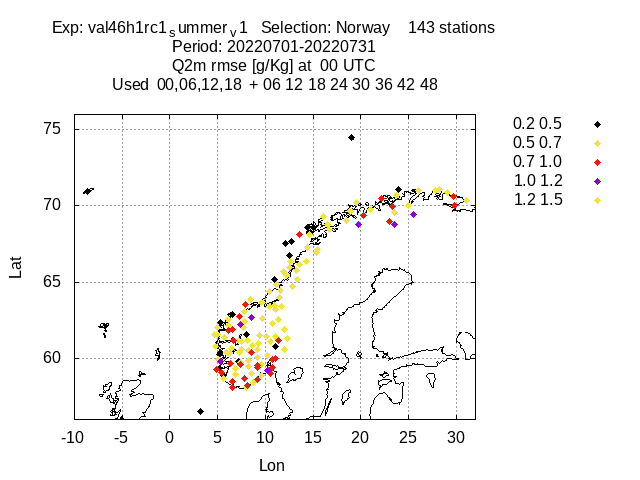 Exp: val46h1rc1summerv1 Selection: Norway 143 stations
Period: 20220701-20220731
Q2m rmse [g/Kg] at 00 UTC
Used 00,06,12,18 + 06 12 18 24 30 36 42 48
75
70
65
60
Lat
-10 -5 0 5 10 15 20 25 30
Lon
0.2 0.5
0.5 0.7
0.7 1.0
1.0 1.2
1.2 1.5